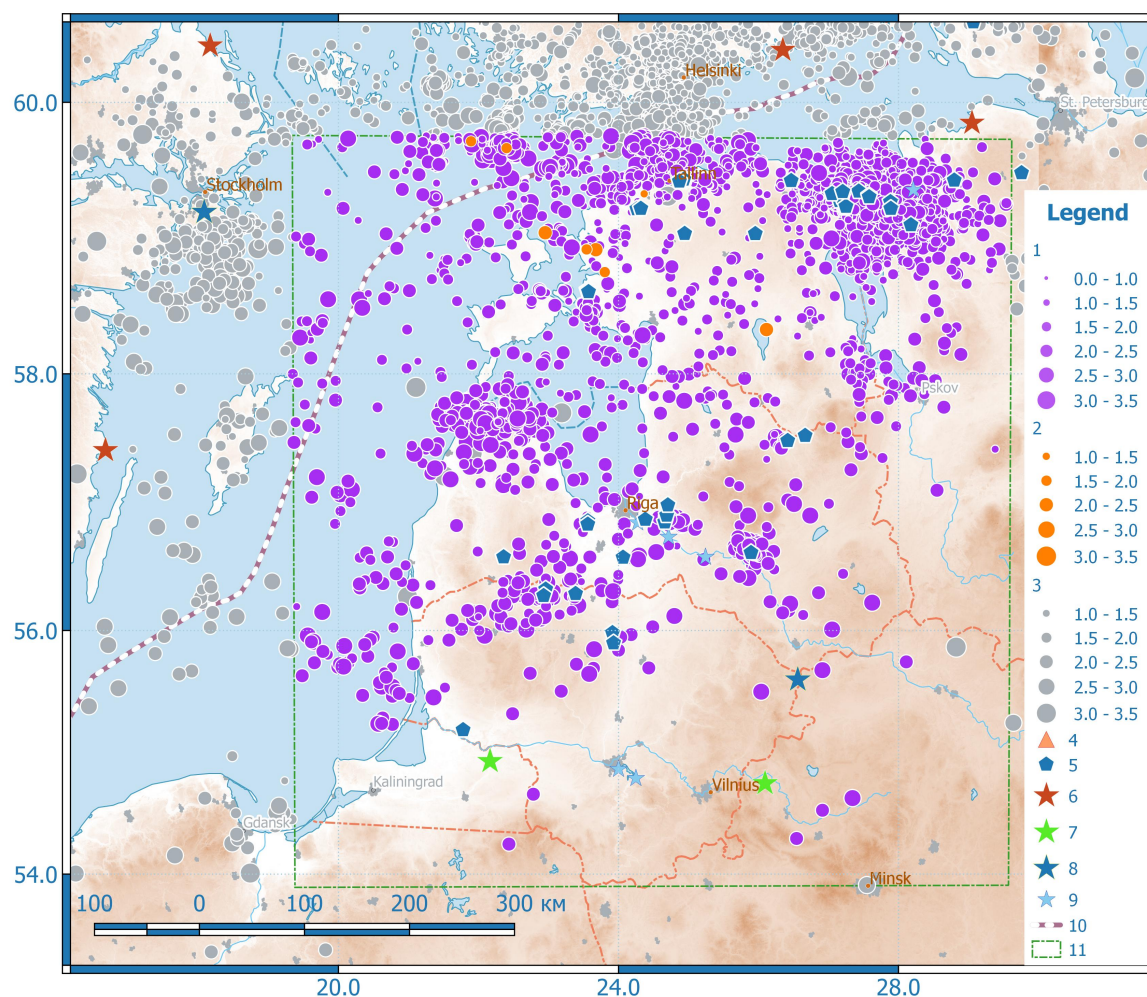 60.0
58.0
56.0
54.0
20.0
24.0
28.0
Helsinki
St. Petersburg
Stockholm
Tallinn
Pskov
Riga
Kaliningrad
Vilnius
Gdansk
Minsk
100 0 100 200 300 км
Legend
1
0.0 - 1.0
1.0 - 1.5
1.5 - 2.0
2.0 - 2.5
2.5 - 3.0
3.0 - 3.5
2
1.0 - 1.5
1.5 - 2.0
2.0 - 2.5
2.5 - 3.0
3.0 - 3.5
3
1.0 - 1.5
1.5 - 2.0
2.0 - 2.5
2.5 - 3.0
3.0 - 3.5
4
5
6
7
8
9
10
11